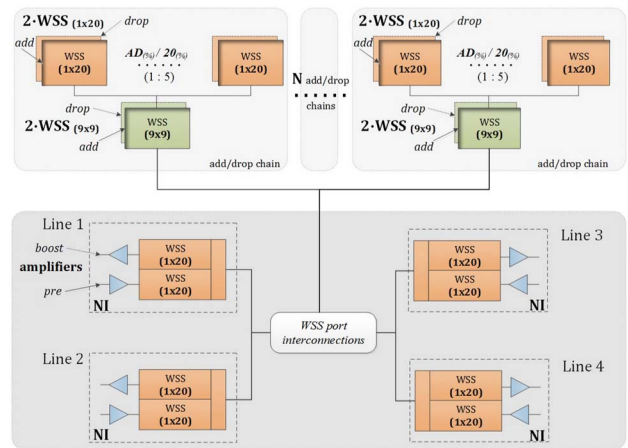 2·WSS (1x20)
drop
add
WSS
(1x20)
AD(%)/ 20(%)
(1 : 5)
WSS
(1x20)
drop
2·WSS (9x9)
add
WSS
(9x9)
add/drop chain
N add/drop
chains
2·WSS (1x20)
drop
add
WSS
(1x20)
AD(%)/ 20(%)
(1 : 5)
WSS
(1x20)
drop
2·WSS (9x9)
add
WSS
(9x9)
add/drop chain
Line 1
boost
amplifiers
pre
NI
WSS
(1x20)
WSS
(1x20)
Line 2
NI
WSS
(1x20)
WSS
(1x20)
WSS port
interconnections
Line 3
WSS
(1x20)
WSS
(1x20)
NI
Line 4
WSS
(1x20)
WSS
(1x20)
NI